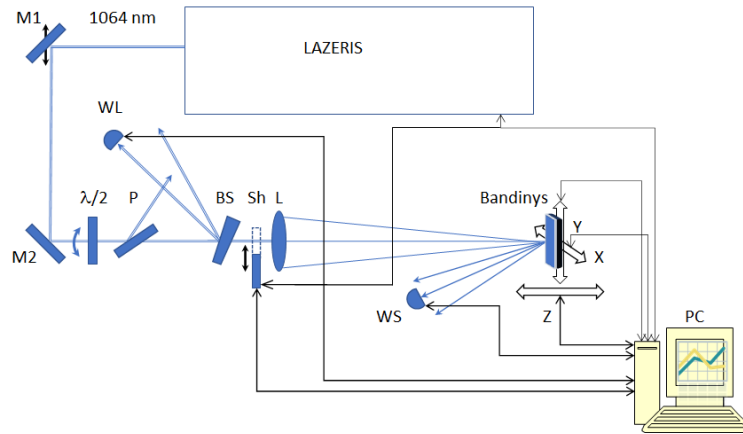 M1
1064 nm
LAZERIS
WL
λ/2
P
BS
Sh
L
Bandinys
M2
Y
X
WS
Z
PC